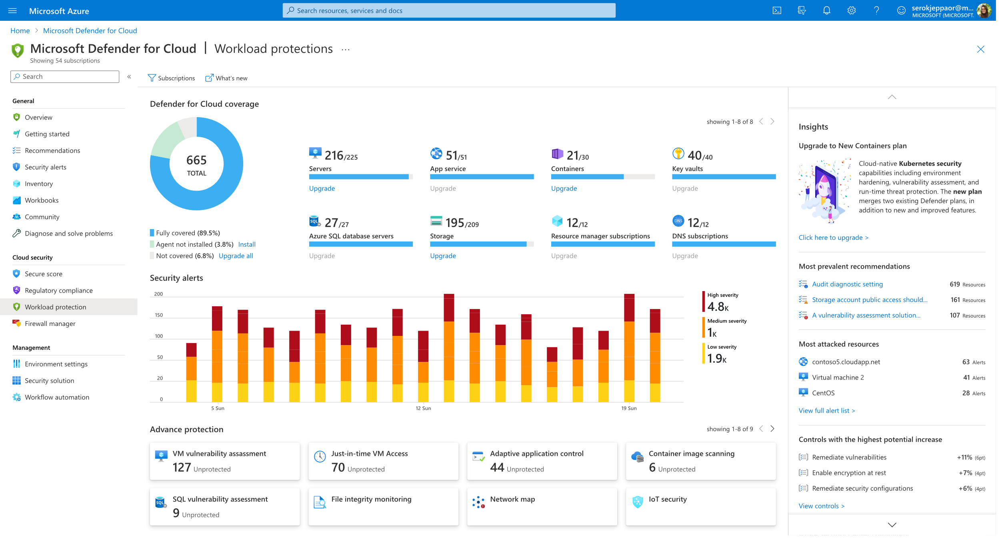 Microsoft Azure
Search resources, services and docs
serokjeppaor@m...
MICROSOFT (MICROSOFT.
Home > Microsoft Defender for Cloud
Microsoft Defender for Cloud | Workload protections ...
Showing 54 subscriptions
Search
«
Subscriptions
What's new
General
Overview
Getting started
Recommendations
Security alerts
Inventory
Workbooks
Community
Diagnose and solve problems
Cloud security
Secure score
Regulatory compliance
Workload protection
Firewall manager
Management
Environment settings
Security solution
Workflow automation
Defender for Cloud coverage
showing 1-8 of 8
665
TOTAL
Fully covered (89.5%)
Agent not installed (3.8%) Install
Not covered (6.8%) Upgrade all
216/225
Servers
Upgrade
51/51
App service
Upgrade
21/30
Containers
Upgrade
40/40
Key vaults
Upgrade
SQL
27/27
Azure SQL database servers
Upgrade
195/209
Storage
Upgrade
12/12
Resource manager subscriptions
Upgrade
DNS
12/12
DNS subscriptions
Upgrade
Security alerts
200
150
100
50
20
0
5 Sun
12 Sun
19 Sun
High severity
4.8K
Medium severity
1K
Low severity
1.9K
Advance protection
showing 1-8 of 9
VM vulnerability assassment
127 Unprotected
Just-in-time VM Access
70 Unprotected
Adaptive application control
44 Unprotected
Container image scanning
6 Unprotected
SQL
SQL vulnerability assessment
9 Unprotected
File integrity monitoring
Network map
IoT security
Insights
Upgrade to New Containers plan
Cloud-native Kubernetes security
capabilities including environment
hardening, vulnerability assessment, and
run-time threat protection. The new plan
merges two existing Defender plans, in
addition to new and improved features.
Click here to upgrade >
Most prevalent recommendations
Audit diagnostic setting 619 Resources
Storage account public access should... 161 Resources
A vulnerability assessment solution... 107 Resources
Most attacked resources
contoso5.cloudapp.net 63 Alerts
Virtual machine 2 41 Alerts
CentOS 28 Alerts
View full alert list >
Controls with the highest potential increase
Remediate vulnerabilities +11% (6pt)
Enable encryption at rest +7% (4pt)
Remediate security configurations +6% (4pt)
View controls >